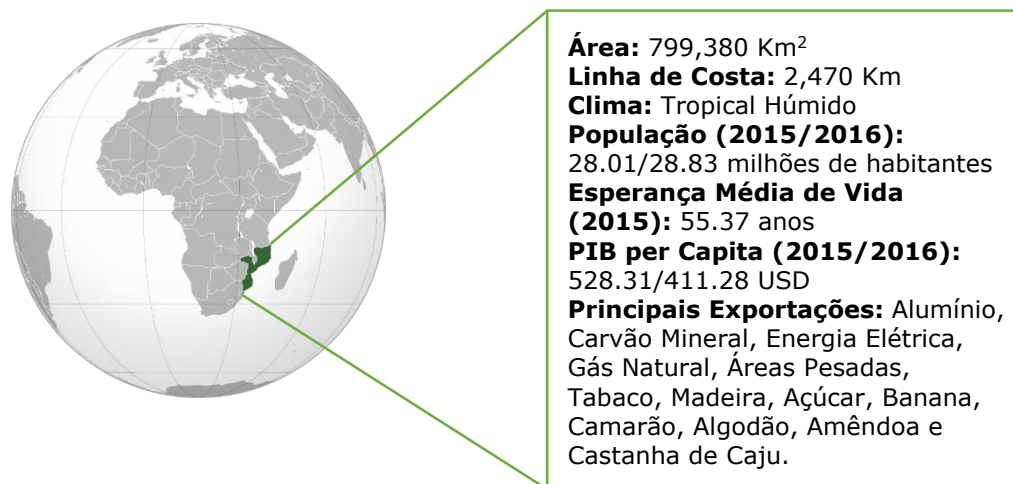 Área: 799,380 Km²
Linha de Costa: 2,470 Km
Clima: Tropical Húmido
População (2015/2016):
28.01/28.83 milhões de habitantes
Esperança Média de Vida
(2015): 55.37 anos
PIB per Capita (2015/2016):
528.31/411.28 USD
Principais Exportações: Alumínio,
Carvão Mineral, Energia Elétrica,
Gás Natural, Áreas Pesadas,
Tabaco, Madeira, Açúcar, Banana,
Camarão, Algodão, Amêndoa e
Castanha de Caju.